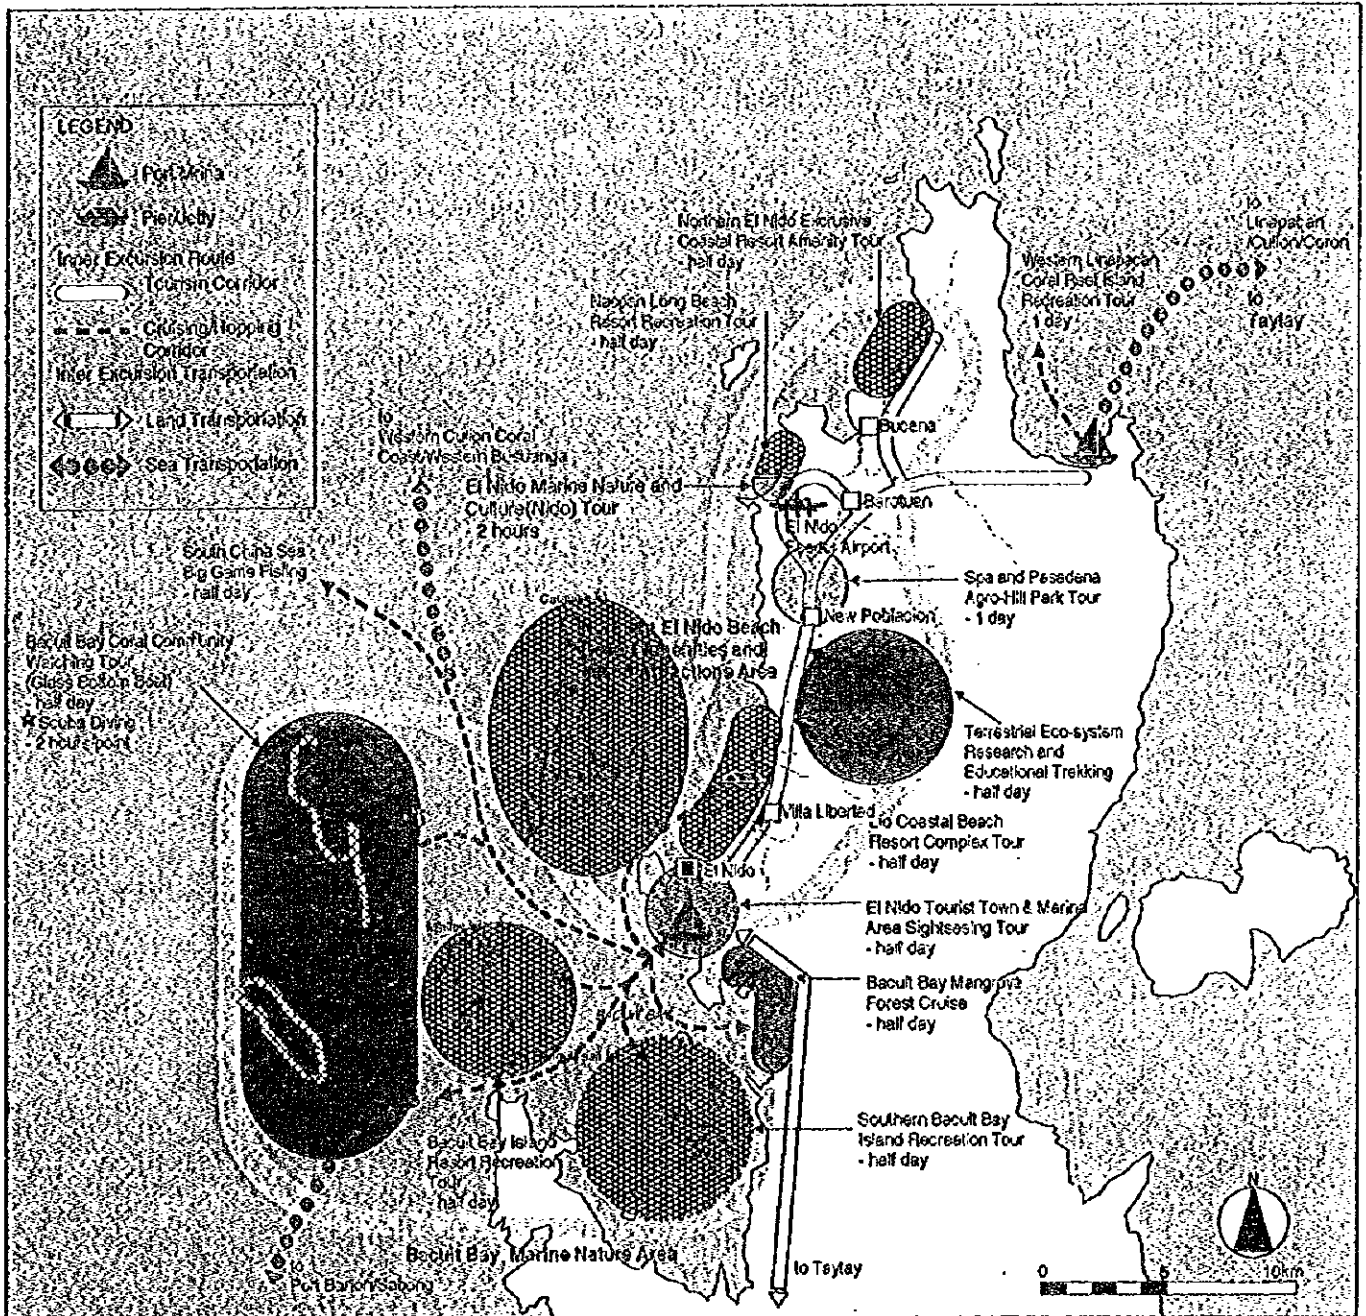 LEGEND
Port/Mrina
Pier/Jetty
Inner Excursion Route
Tourism Corridor
Cruising/Hopping
Corridor
Inter Excursion Transportation
Land Transportation
Sea Transportation
Northern El Nido Exclusive
Coastal Resort Amenity Tour
- half day
Long Beach
Resort Recreation Tour
- half day
Western Linapacan
Coral Reef Island
Recreation Tour
- 1 day
to
Linapacan
/Culion/Coron
to
Taytay
to
Western Culion Coral
Coast/Western Busuanga
El Nido Marine Nature and
Culture(Nido) Tour
- 2 hours
Bucana
Barotuan
El Nido
Airport
South China Sea
Big Game Fishing
- half day
Spa and Pasadena
Agro-Hill Park Tour
- 1 day
New Poblacion
El Nido Beach
and
Area
Bacuit Bay Coral Community
Watching Tour
(Glass Bottom Boat)
- half day
Scuba Diving
- 2 hours point
Terrestrial Eco-system
Research and
Educational Trekking
- half day
Villa Libertad
Lio Coastal Beach
Resort Complex Tour
- half day
El Nido
El Nido Tourist Town & Marina
Area Sightseeing Tour
- half day
Bacuit Bay Mangrove
Forest Cruise
- half day
Southern Bacuit Bay
Island Recreation Tour
- half day
Bacuit Bay Island
Resort Recreation
Tour
- half day
Bacuit Bay, Marine Nature Area
to
Port Barton/Sabang
to Taytay
N
0 5 10km